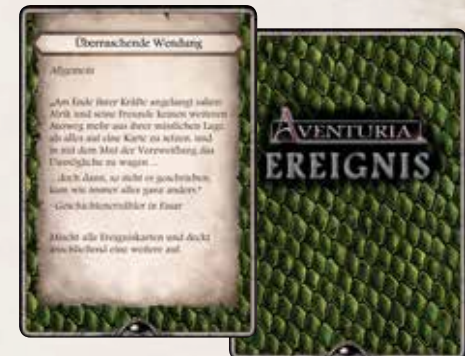 Überraschende Wendung
Allgemein
„Am Ende ihrer Kräfte angelangt sahen
Alrik und seine Freunde keinen weiteren
Ausweg mehr aus ihrer misslichen Lage,
als alles auf eine Karte zu setzen und
in mit dem Mut der Verzweiflung das
Unmögliche zu wagen ...
... doch dann, so steht es geschrieben,
kam wie immer alles ganz anders."
-Geschichtenerzähler in Fasar
Mischt alle Ereigniskarten und deckt
anschließend eine weitere auf.
AVENTURIA
EREIGNIS